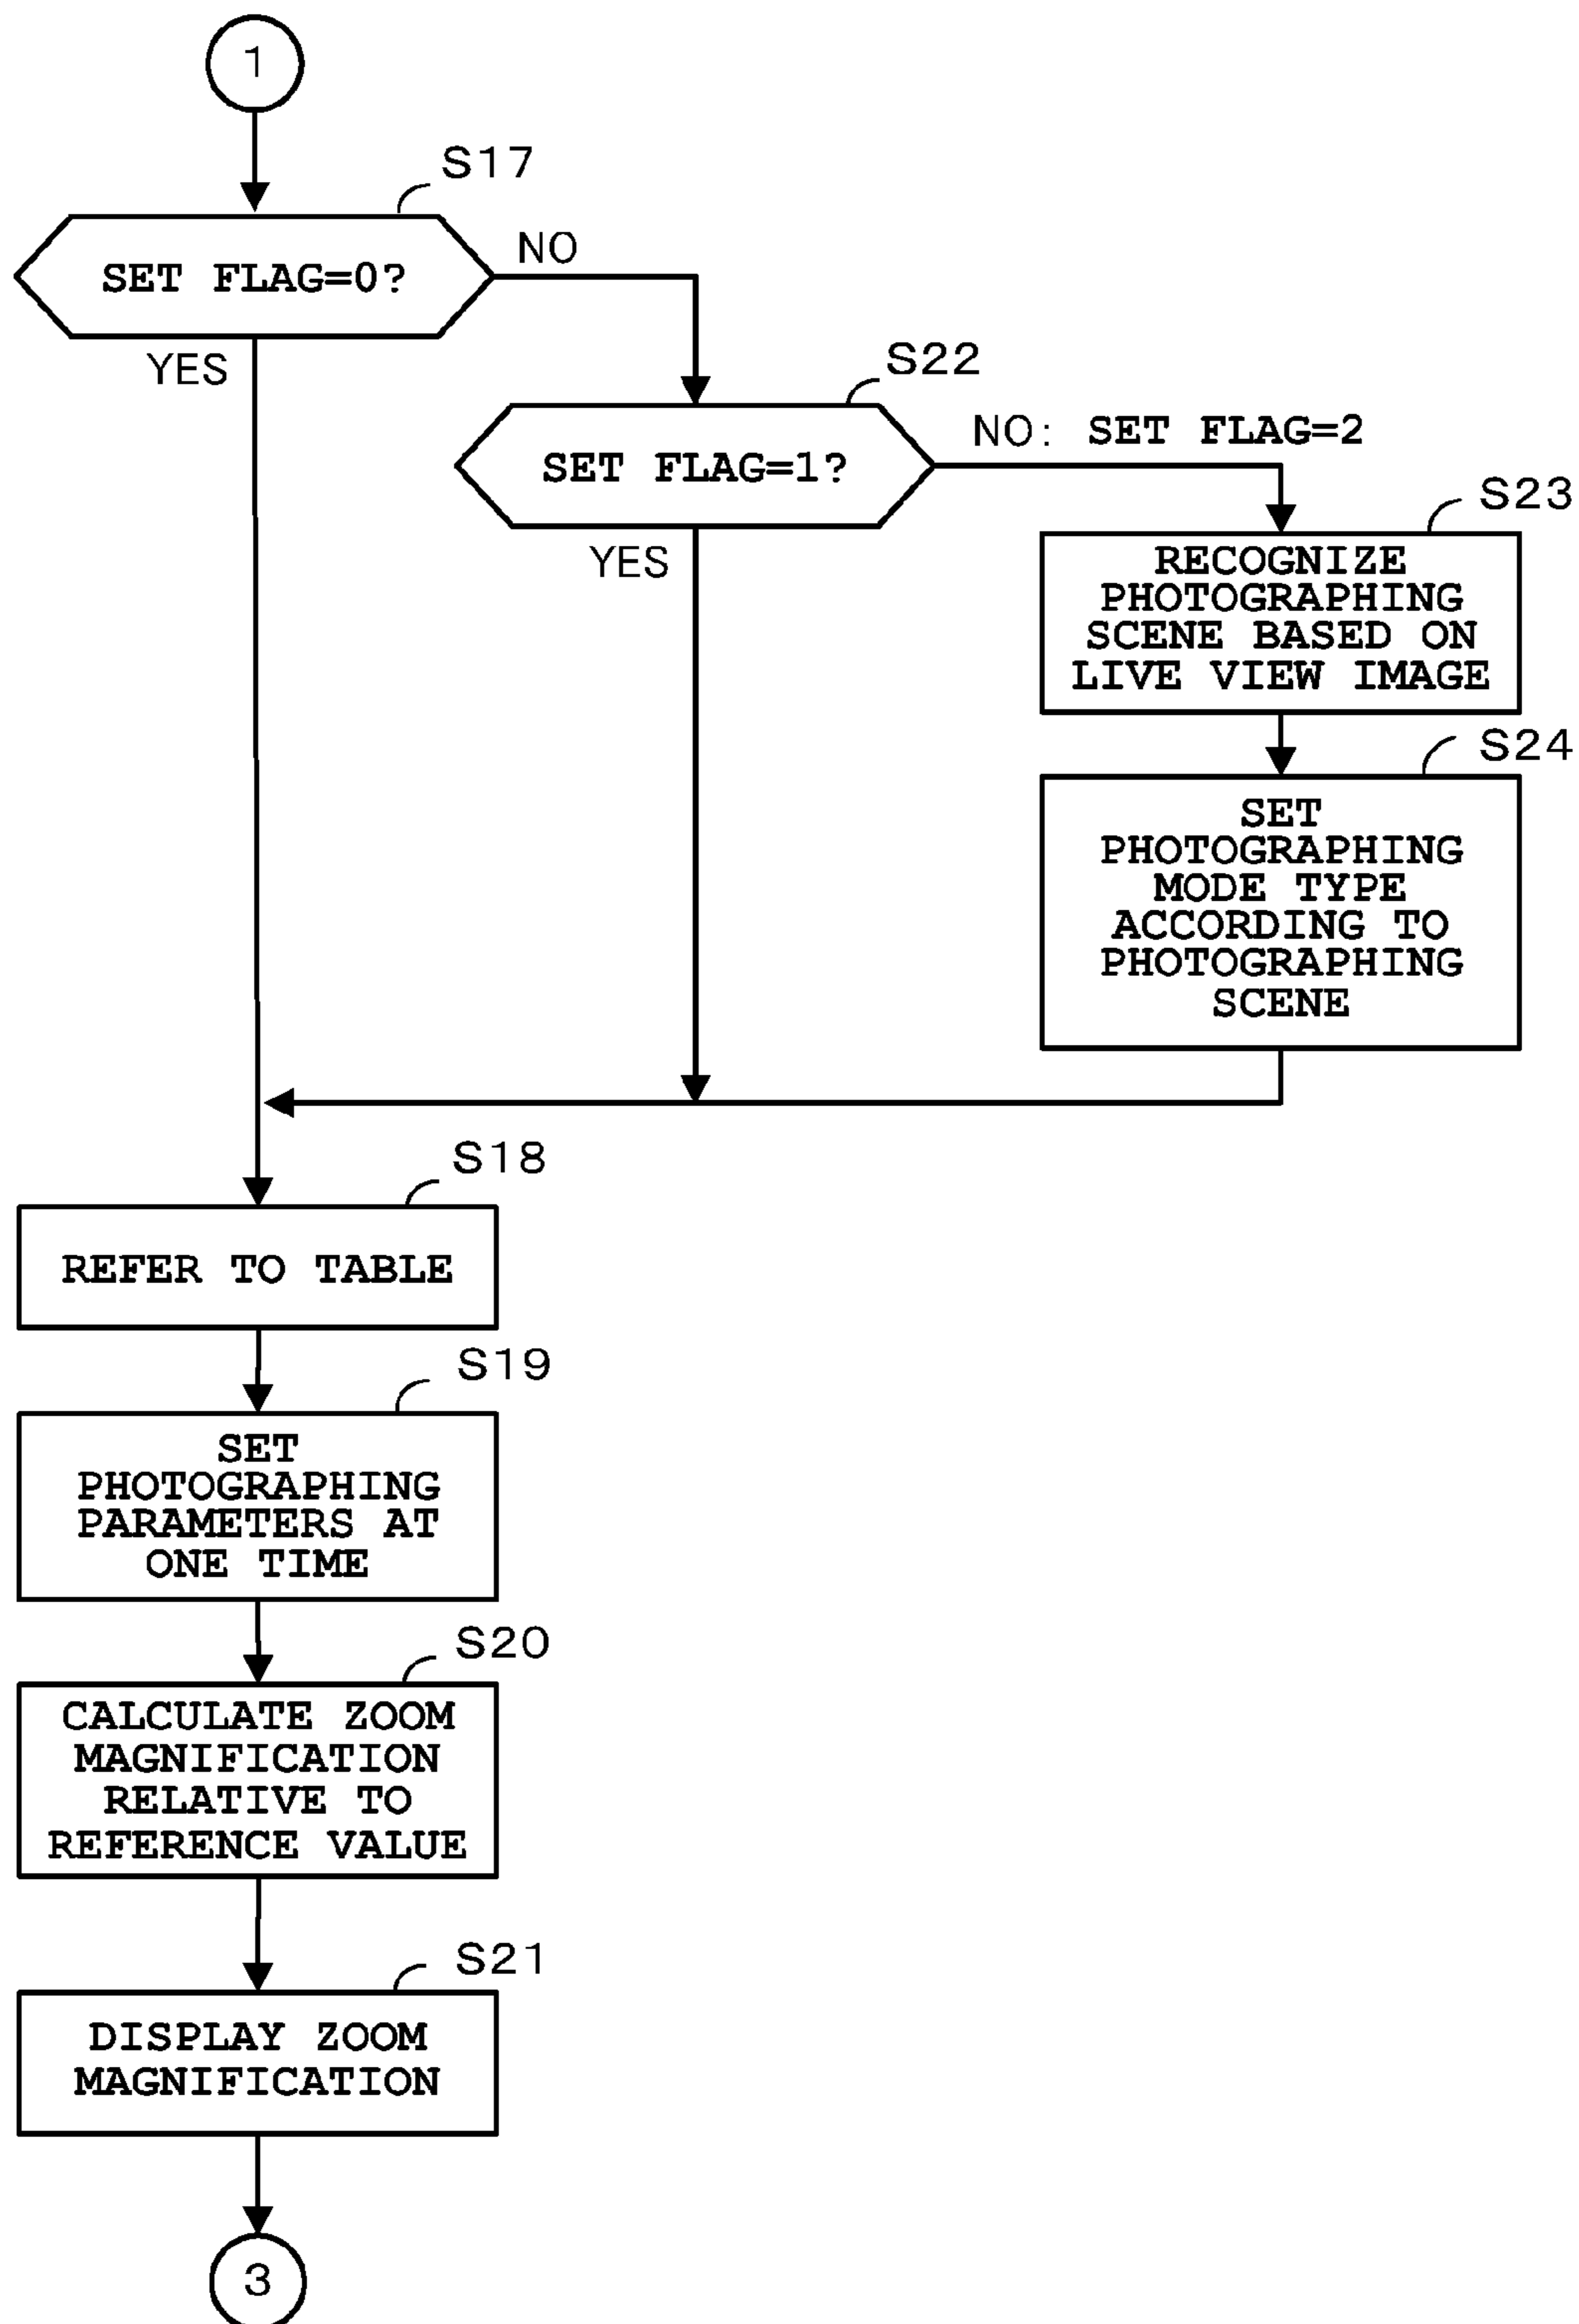 1
S17
SET FLAG=0?
NO
YES
S22
SET FLAG=1?
NO: SET FLAG=2
YES
S23
RECOGNIZE
PHOTOGRAPHING
SCENE BASED ON
LIVE VIEW IMAGE
S24
SET
PHOTOGRAPHING
MODE TYPE
ACCORDING TO
PHOTOGRAPHING
SCENE
S18
REFER TO TABLE
S19
SET
PHOTOGRAPHING
PARAMETERS AT
ONE TIME
S20
CALCULATE ZOOM
MAGNIFICATION
RELATIVE TO
REFERENCE VALUE
S21
DISPLAY ZOOM
MAGNIFICATION
3